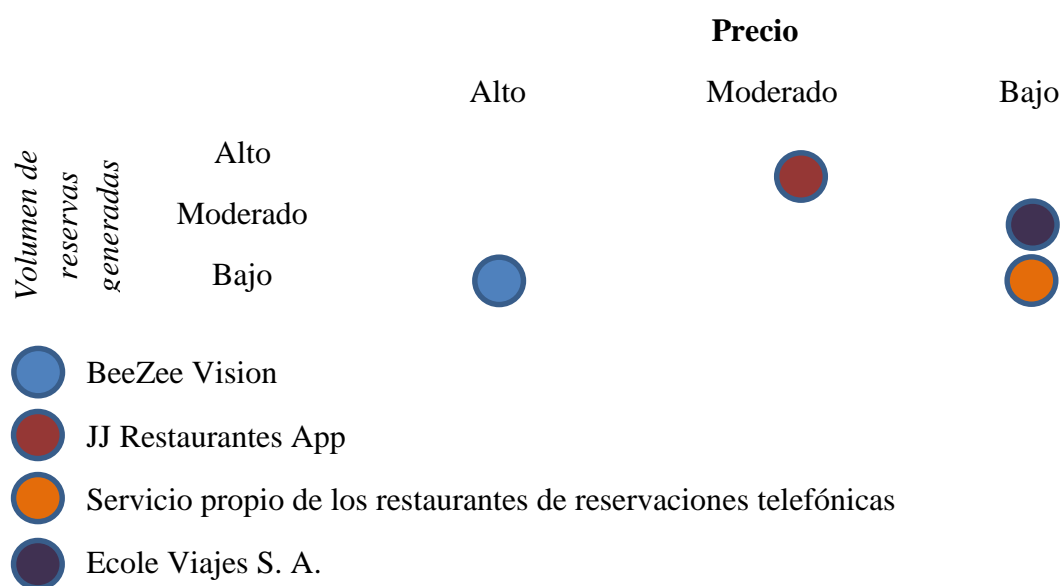 Precio
Alto Moderado Bajo
Volumen de
reservas
generadas
Alto
Moderado
Bajo
BeeZee Vision
JJ Restaurantes App
Servicio propio de los restaurantes de reservaciones telefónicas
Ecole Viajes S. A.